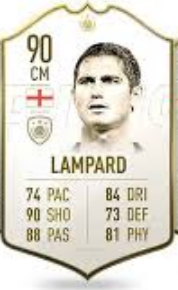 90
CM
LAMPARD
74 PAC 84 DRI
90 SHO 73 DEF
88 PAS 81 PHY